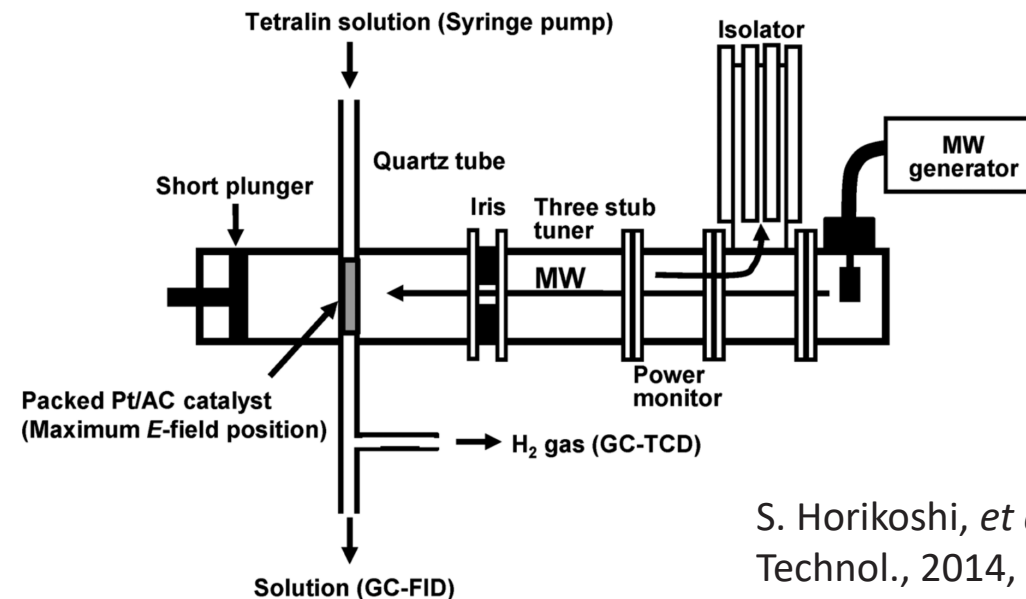 Tetralin solution (Syringe pump)
Isolator
MW
generator
Quartz tube
Short plunger
Iris
Three stub
tuner
MW
Power
monitor
Packed Pt/AC catalyst
(Maximum E-field position)
H₂ gas (GC-TCD)
S. Horikoshi, et
Technol., 2014,
Solution (GC-FID)